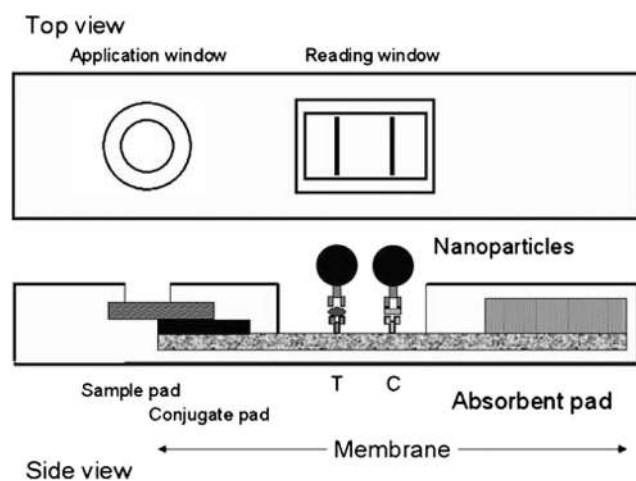 Top view
Application window
Reading window
Nanoparticles
T
C
Sample pad
Conjugate pad
Absorbent pad
Membrane
Side view